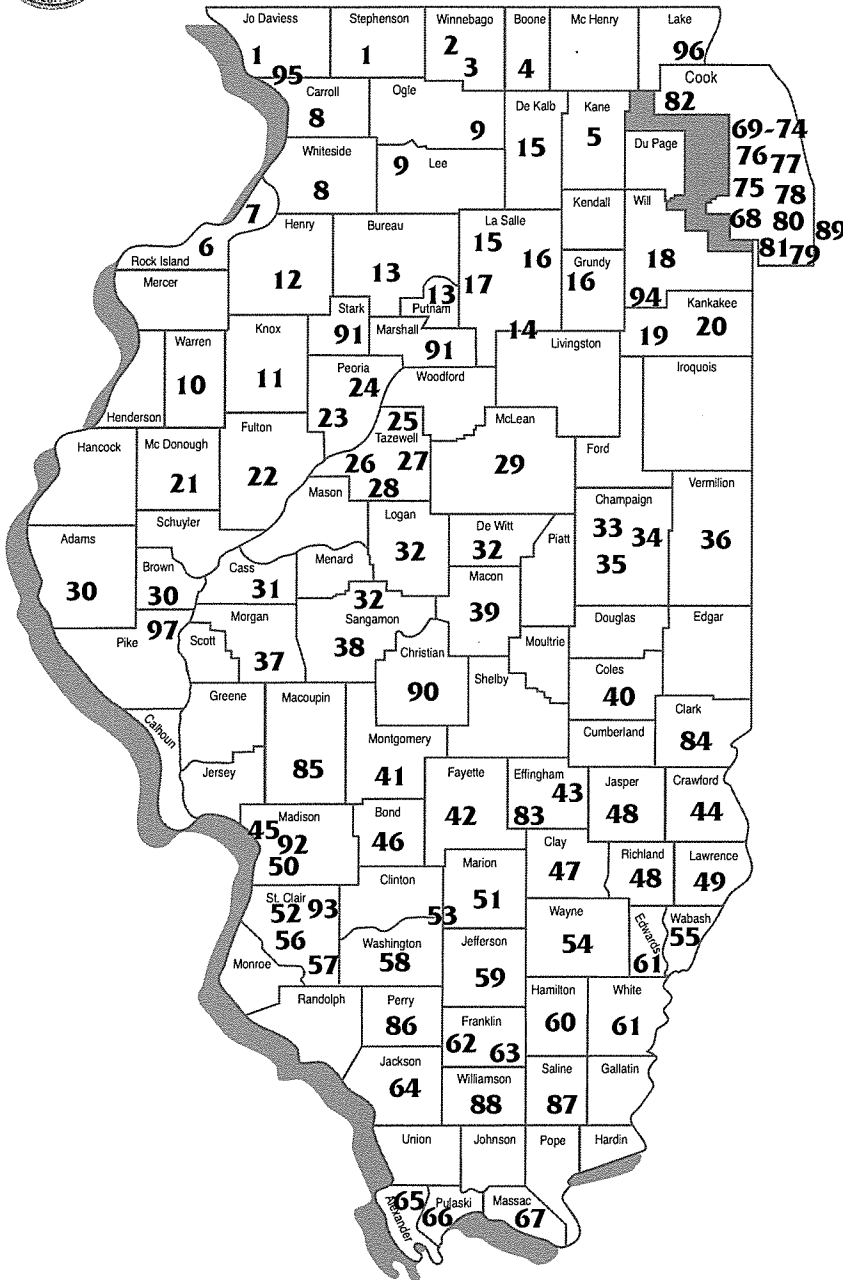 Jo Daviess Stephenson Winnebago Boone Mc Henry Lake
1 1 2 3 4 96
95
Cook
82
Carroll Ogle De Kalb Kane
8 9 15 5
Du Page
69-74
76 77
75 78
68 80 89
81 79
Whiteside Lee
8 9
7
Kendall Will
Henry Bureau La Salle
15 16 18
6
Rock Island
12 13 17
Grundy
16
Mercer
13
Putnam
94 Kankakee
19 20
Stark
91
Marshall
91
14
Livingston
Warren
10
Knox
11
Peoria
24
23
Woodford
Iroquois
Henderson
Fulton
22
25
Tazewell
26 27
28
McLean
29
Ford
Hancock
Mc Donough
21
Mason
Vermilion
36
Champaign
33 34
35
Schuyler
Logan
32
De Witt
32
Piatt
Adams
30
Brown
30
Cass
31
Menard
32
Macon
39
97
Pike
Scott
Morgan
37
Sangamon
38
Christian
90
Moultrie
Douglas
Edgar
Shelby
Coles
40
Greene
Macoupin
85
Clark
84
Calhoun
Montgomery
41
Cumberland
Jersey
Fayette
42
Effingham
43
83
Jasper
48
Crawford
44
Madison
45
92
50
Bond
46
Clay
47
Richland
48
Lawrence
49
Marion
51
Clinton
53
St. Clair
52 93
56
57
Wayne
54
Edwards
61
Wabash
55
Washington
58
Jefferson
59
Monroe
Randolph
Perry
86
Hamilton
60
White
61
Franklin
62 63
Jackson
64
Williamson
88
Saline
87
Gallatin
Union Johnson Pope Hardin
65
Alexander
Pulaski
66
Massac
67